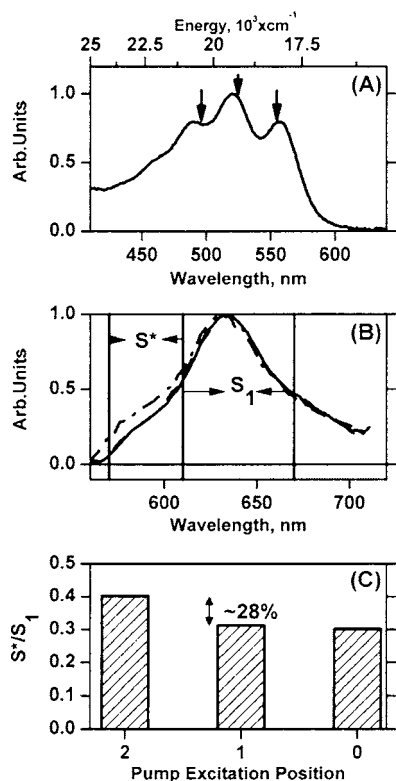 Energy, 10³xcm⁻¹
25 22.5 20 17.5
(A)
1.0
0.5
0.0
Arb.Units
450 500 550 600
Wavelength, nm
(B)
1.0
0.5
0.0
Arb.Units
S*
S₁
600 650 700
Wavelength, nm
(C)
0.5
0.4
0.3
0.2
0.1
0.0
S*/S₁
~28%
2 1 0
Pump Excitation Position